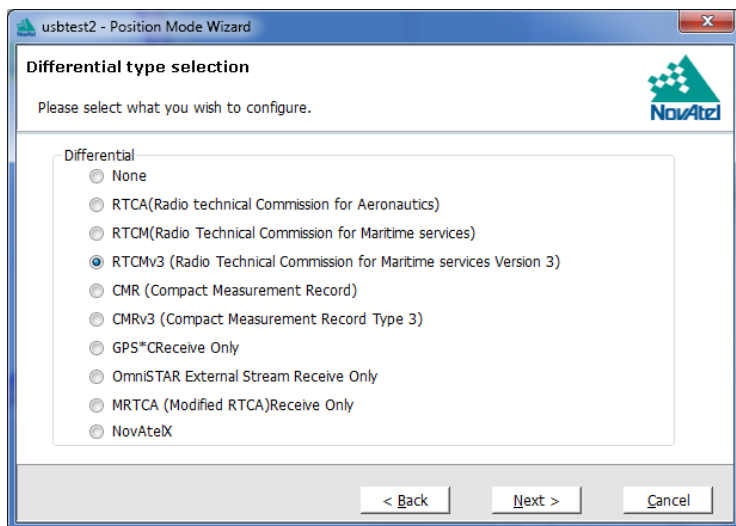 usbtest2 - Position Mode Wizard
Differential type selection
Please select what you wish to configure.
NovAtel
NovAtel
Differential
None
RTCA(Radio technical Commission for Aeronautics)
RTCM(Radio Technical Commission for Maritime services)
RTCMv3 (Radio Technical Commission for Maritime services Version 3)
CMR (Compact Measurement Record)
CMRv3 (Compact Measurement Record Type 3)
GPS*CReceive Only
OmniSTAR External Stream Receive Only
MRTCA (Modified RTCA)Receive Only
NovAtelX
< Back
Next >
Cancel